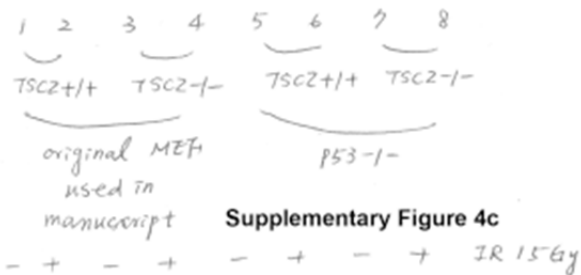 1 2 3 4 5 6 7 8
TSC2+/+ TSC2-/- TSC2+/+ TSC2-/-
original MEFs P53-/-
used in
manucsript
Supplementary Figure 4c
- + - + - + - + IR 15Gy